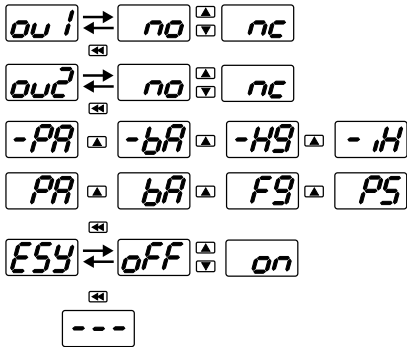 ou1 no nc
ou2 no nc
-PA -bA -Hg - iH
PA bA Fg PS
ESY oFF on
---